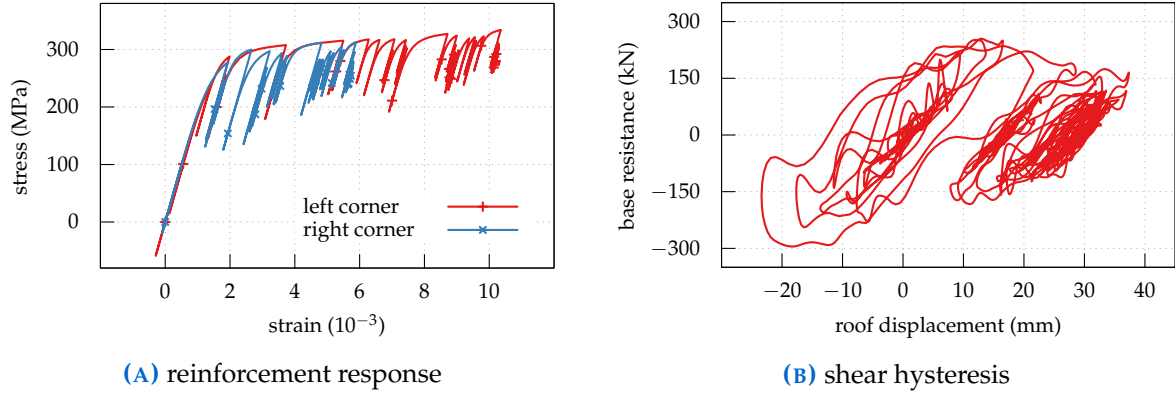 300
200
100
0
stress (MPa)
left corner
right corner
0 2 4 6 8 10
strain (10⁻³)
(A) reinforcement response
300
150
0
−150
−300
base resistance (kN)
−20 −10 0 10 20 30 40
roof displacement (mm)
(B) shear hysteresis